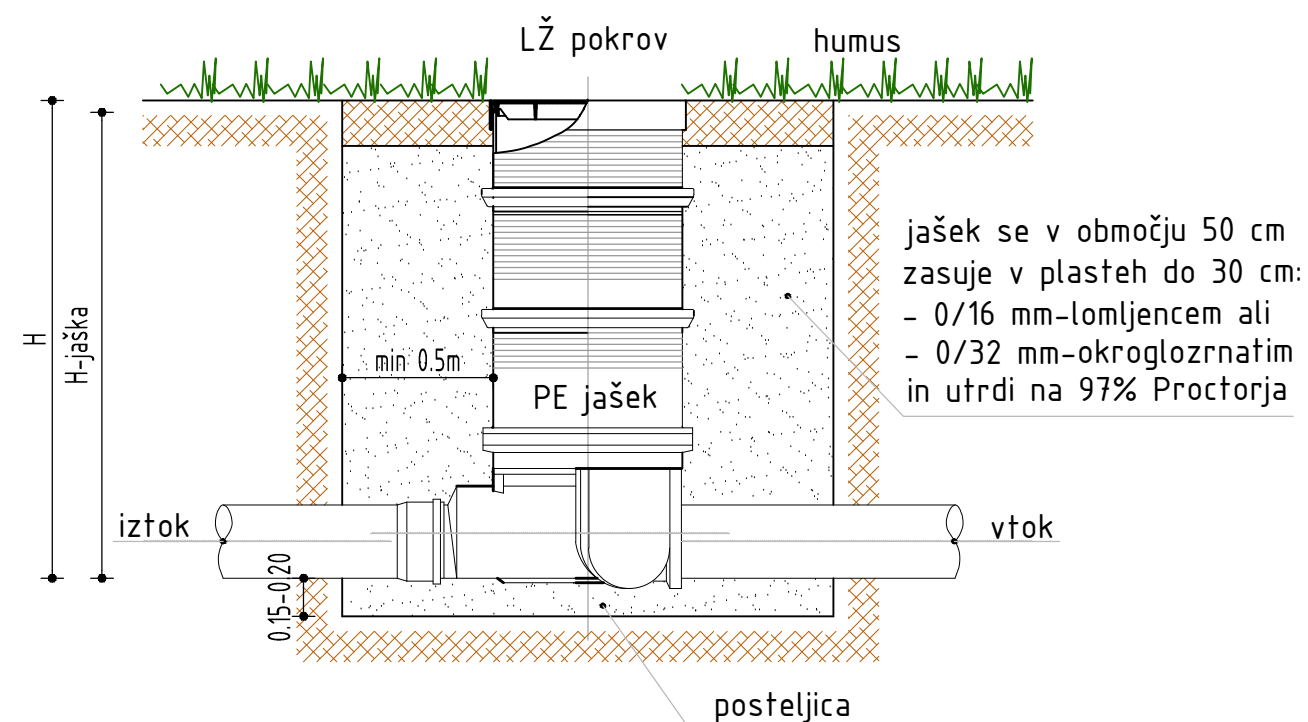 LŽ pokrov
humus
jašek se v območju 50 cm
zasuje v plasteh do 30 cm:
- 0/16 mm-lomljencem ali
- 0/32 mm-okroglozrnatim
in utrdi na 97% Proctorja
H
H-jaška
min 0.5m
PE jašek
iztok
vtok
0.15-0.20
posteljica